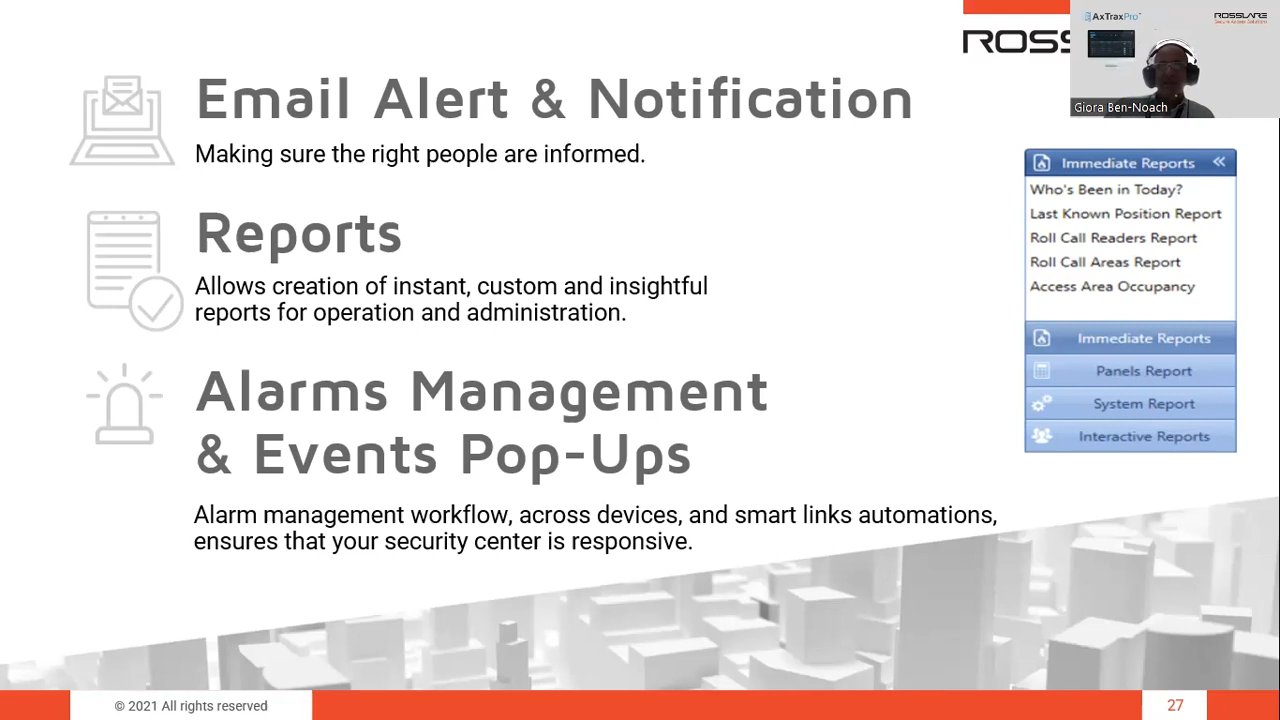 ROSS
AxTraxPro™
ROSSLARE
Giora Ben-Noach
Email Alert & Notification
Making sure the right people are informed.
Reports
Allows creation of instant, custom and insightful
reports for operation and administration.
Alarms Management
& Events Pop-Ups
Alarm management workflow, across devices, and smart links automations,
ensures that your security center is responsive.
Immediate Reports
Who's Been in Today?
Last Known Position Report
Roll Call Readers Report
Roll Call Areas Report
Access Area Occupancy
Immediate Reports
Panels Report
System Report
Interactive Reports
© 2021 All rights reserved
27